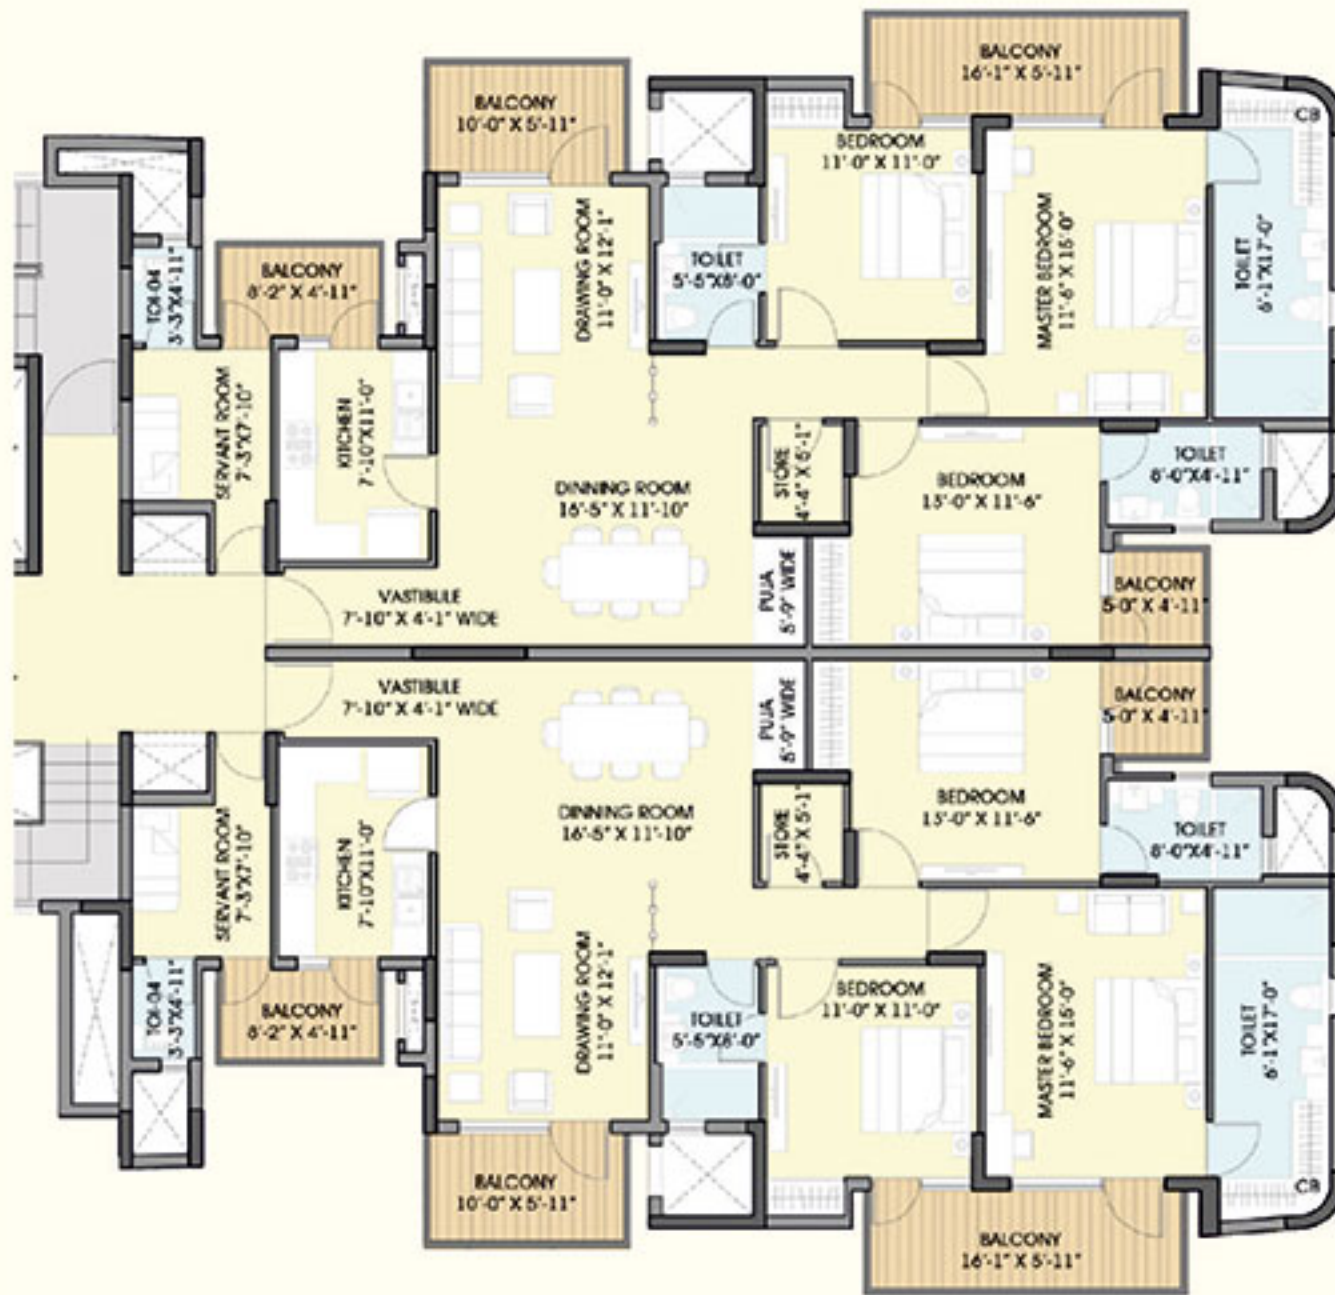 BALCONY
16'-1" X 5'-11"
BALCONY
10'-0" X 5'-11"
CB
BEDROOM
11'-0" X 11'-0"
BALCONY
8'-2" X 4'-11"
TOI-04
3'-3"X4'-11"
DRAWING ROOM
11'-0" X 12'-1"
TOILET
5'-5"X8'-0"
MASTER BEDROOM
11'-6" X 15'-0"
TOILET
6'-1"X17'-0"
SERVANT ROOM
7'-3"X7'-10"
KITCHEN
7'-10"X11'-0"
DINNING ROOM
16'-5" X 11'-10"
STORE
4'-4" X 5'-1"
BEDROOM
13'-0" X 11'-6"
TOILET
8'-0"X4'-11"
VASTIBULE
7'-10" X 4'-1" WIDE
PUJA
5'-9" WIDE
BALCONY
5-0" X 4'-11"
VASTIBULE
7'-10" X 4'-1" WIDE
PUJA
5'-9" WIDE
BALCONY
5-0" X 4'-11"
DINNING ROOM
16'-5" X 11'-10"
STORE
4'-4" X 5'-1"
BEDROOM
13'-0" X 11'-6"
TOILET
8'-0"X4'-11"
SERVANT ROOM
7'-3"X7'-10"
KITCHEN
7'-10"X11'-0"
TOI-04
3'-3"X4'-11"
BALCONY
8'-2" X 4'-11"
DRAWING ROOM
11'-0" X 12'-1"
TOILET
5'-5"X8'-0"
BEDROOM
11'-0" X 11'-0"
MASTER BEDROOM
11'-6" X 15'-0"
TOILET
6'-1"X17'-0"
BALCONY
10'-0" X 5'-11"
CB
BALCONY
16'-1" X 5'-11"